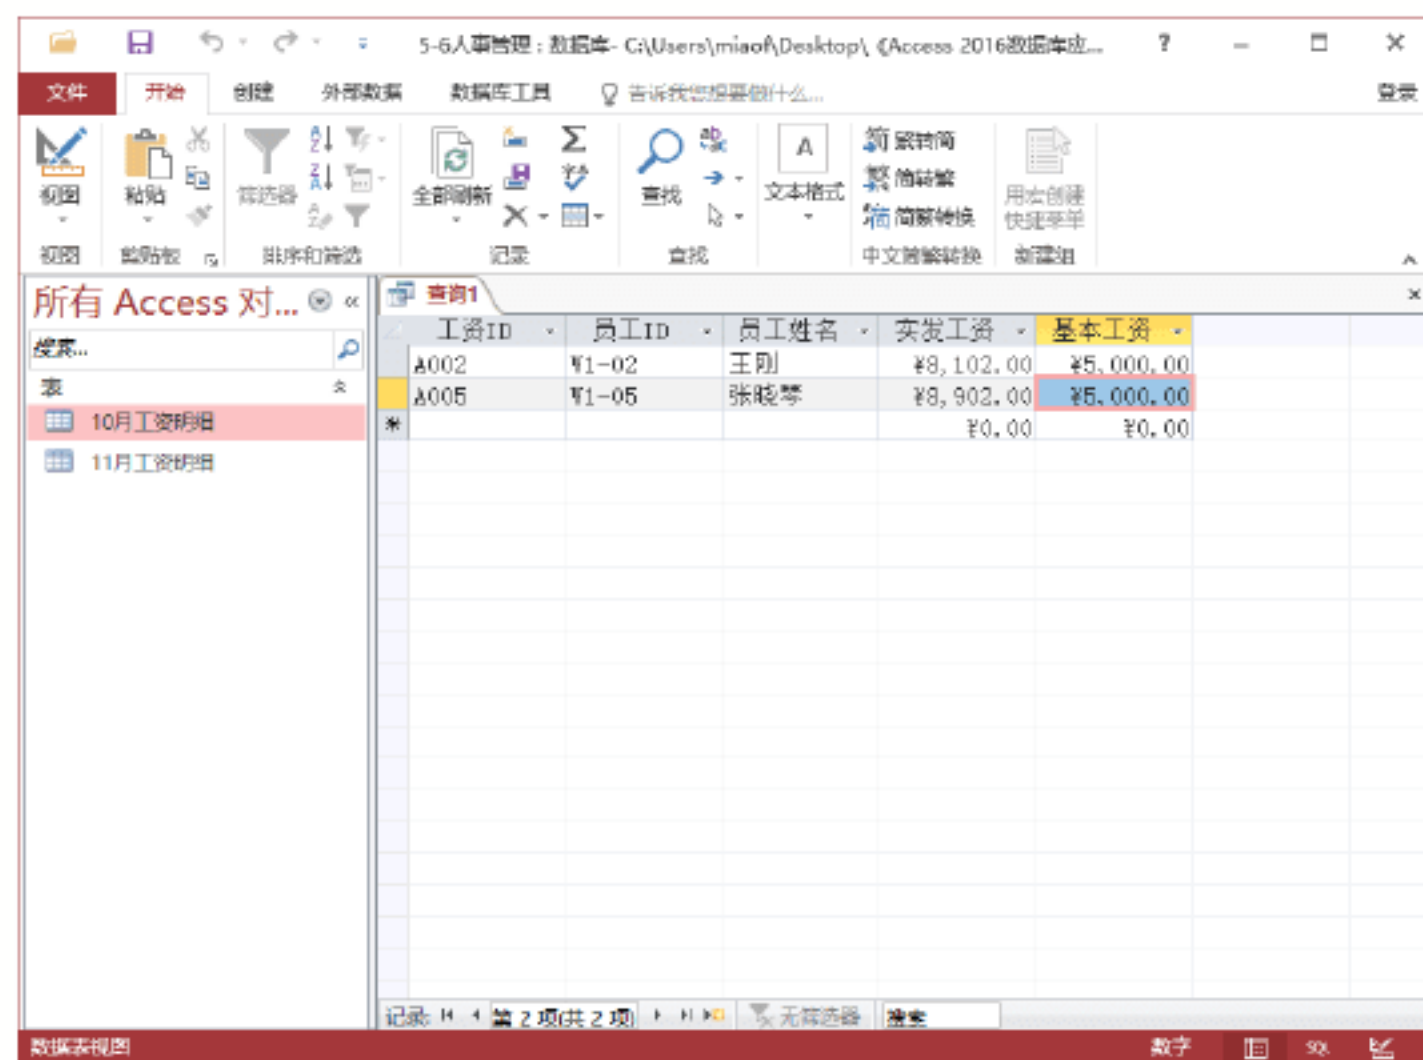 5-6人事管理：数据库- C:\Users\miaof\Desktop\《Access 2016数据库应... ?
文件 开始 创建 外部数据 数据库工具 告诉我您想要做什么... 登录
视图 粘贴 筛选器 全部刷新 查找 文本格式 繁转简 简转繁 简繁转换 用宏创建快捷菜单
视图 剪贴板 排序和筛选 记录 查找 中文简繁转换 新建组
所有 Access 对... «
搜索...
表
10月工资明细
11月工资明细
查询1
工资ID 员工ID 员工姓名 实发工资 基本工资
A002 W1-02 王刚 ¥8,102.00 ¥5,000.00
A005 W1-05 张晓琴 ¥8,902.00 ¥5,000.00
* ¥0.00 ¥0.00
记录: 第 2 项(共 2 项) 无筛选器 搜索
数据表视图 数字 SQL